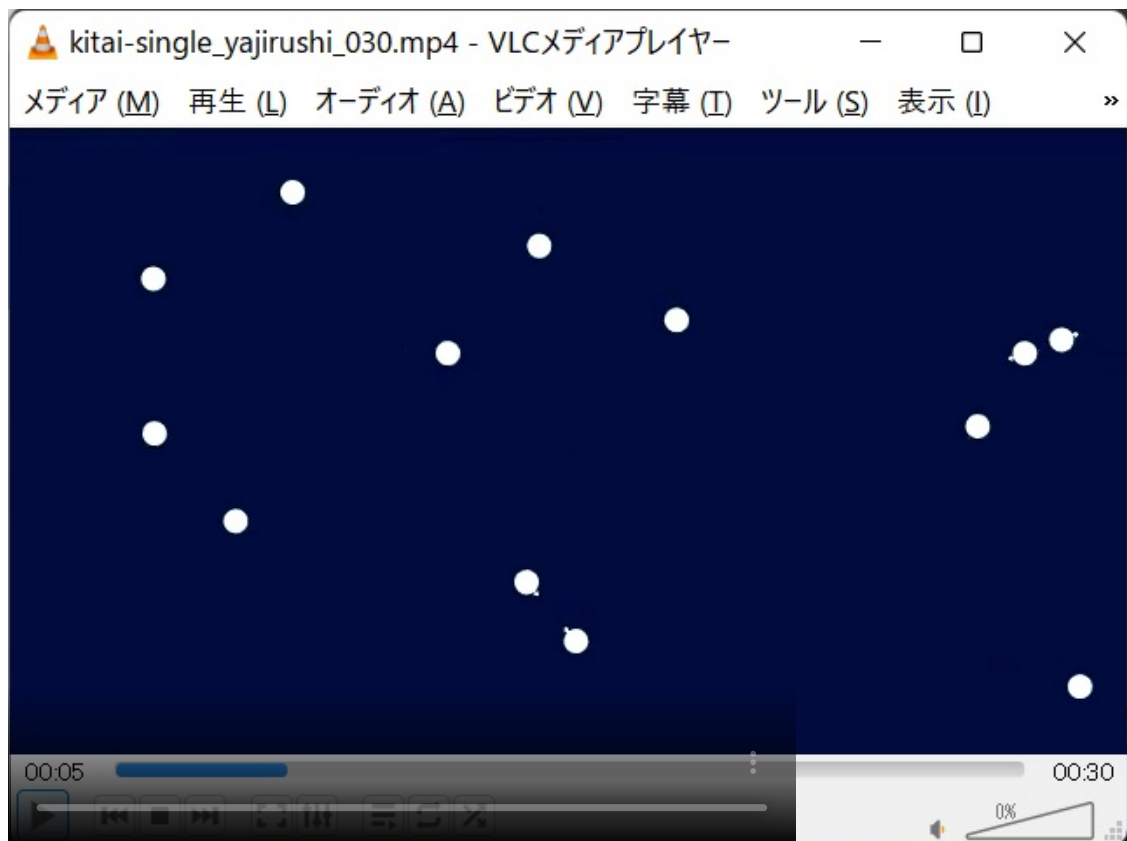 kitai-single_yajirushi_030.mp4 - VLCメディアプレイヤー
メディア (M) 再生 (L) オーディオ (A) ビデオ (V) 字幕 (T) ツール (S) 表示 (I) »
00:05 00:30
0%